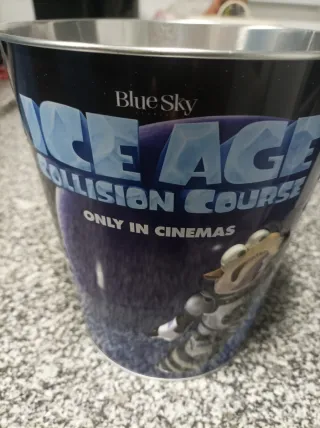 Blue Sky
ICE AGE
COLLISION COURSE
ONLY IN CINEMAS